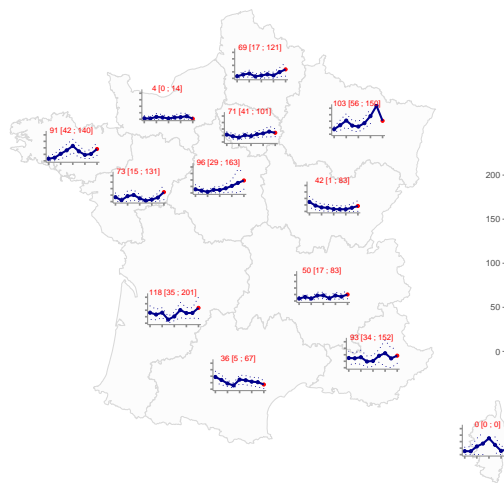 69 [17 ; 121]
4 [0 ; 14]
103 [56 ; 150]
71 [41 ; 101]
91 [42 ; 140]
96 [29 ; 163]
73 [15 ; 131]
42 [1 ; 83]
200
150
100
50 [17 ; 83]
50
118 [35 ; 201]
93 [34 ; 152]
0
36 [5 ; 67]
0 [0 ; 0]